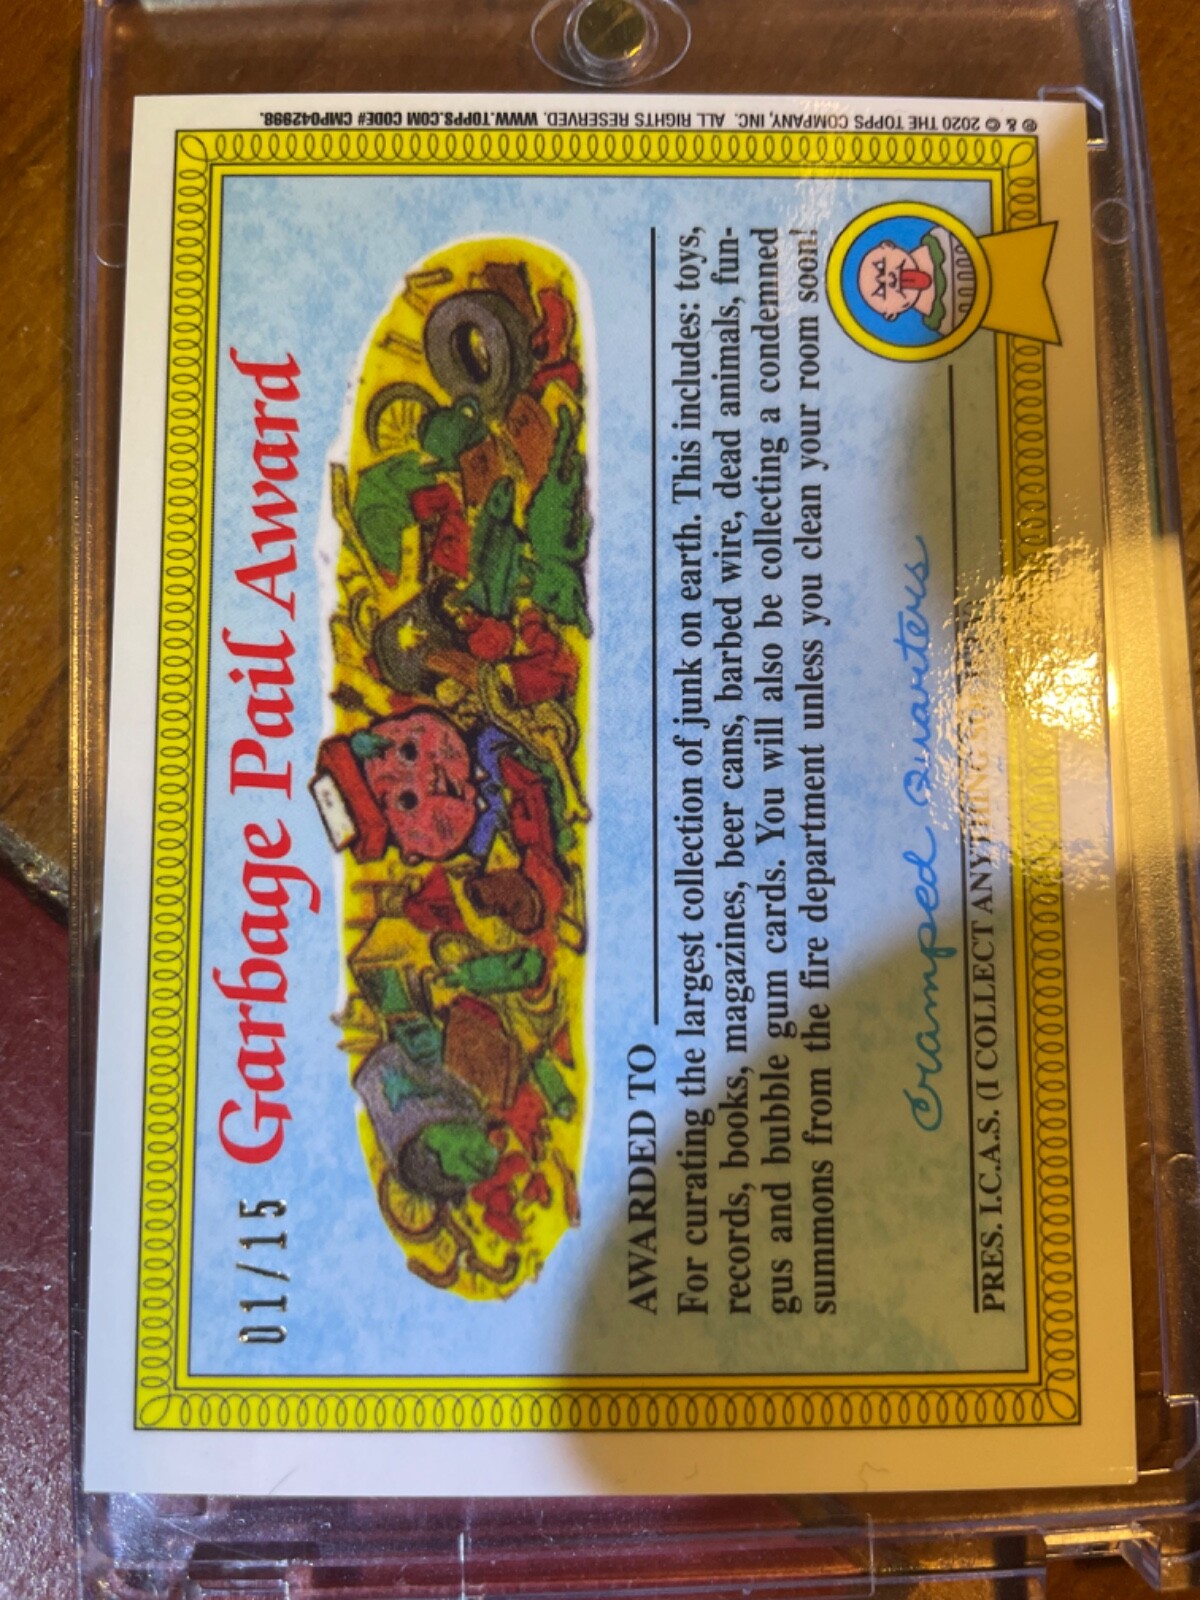 01/15 Garbage Pail Award
AWARDED TO
For curating the largest collection of junk on earth. This includes: toys,
records, books, magazines, beer cans, barbed wire, dead animals, fun-
gus and bubble gum cards. You will also be collecting a condemned
summons from the fire department unless you clean your room soon!
Cramped Quarters
PRES. I.C.A.S. (I COLLECT ANYTHING
® & © 2020 THE TOPPS COMPANY, INC. ALL RIGHTS RESERVED. WWW.TOPPS.COM CODE# CMP042998.